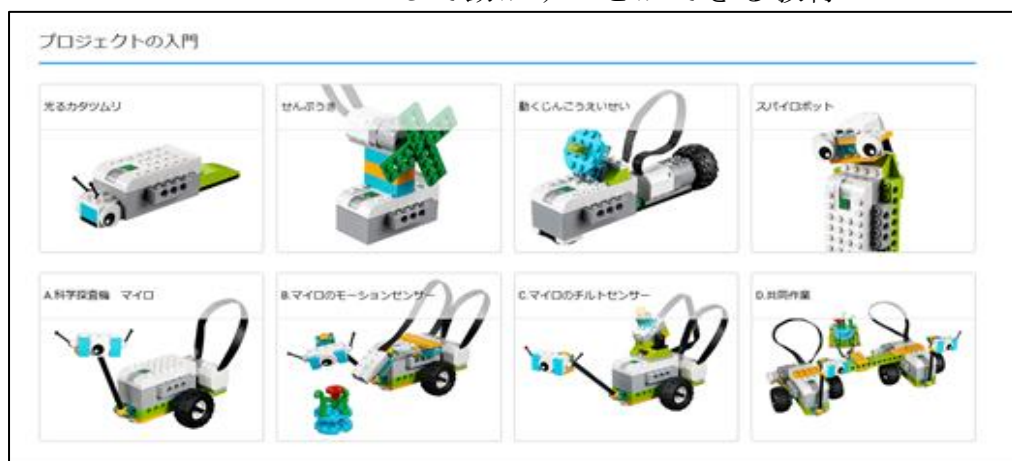 プロジェクトの入門
光るカタツムリ
せんぷうき
動くじんこうえいせい
スパイロボット
A.科学探査機 マイロ
B.マイロのモーションセンサー
C.マイロのチルトセンサー
D.共同作業